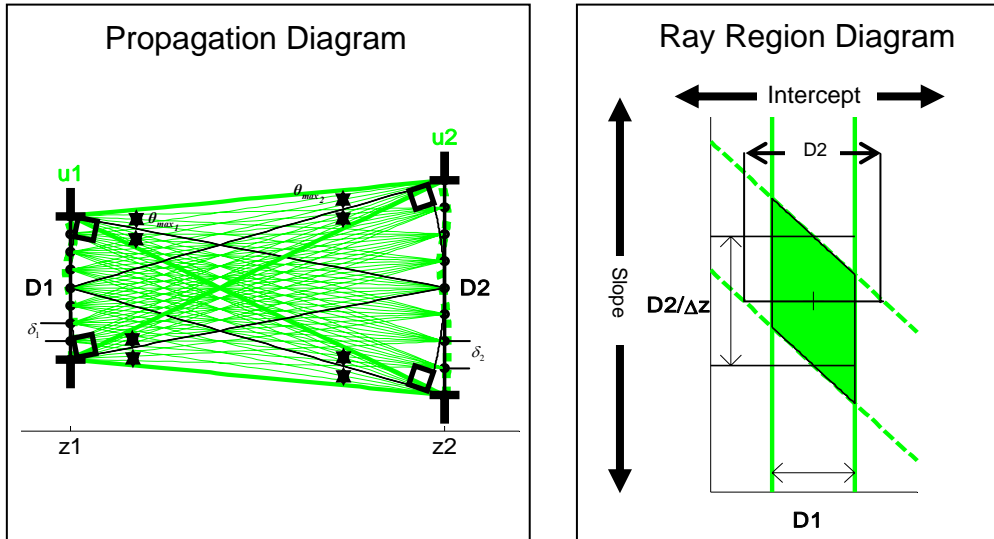 Propagation Diagram
u1
u2
θmax2
θmax1
D1
D2
δ1
δ2
z1
z2
Ray Region Diagram
Intercept
D2
Slope
D2/Δz
D1